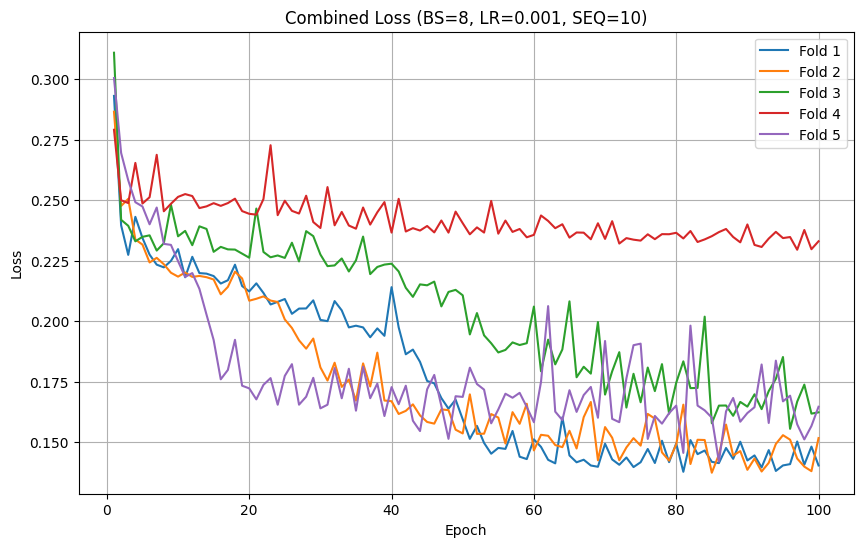 Combined Loss (BS=8, LR=0.001, SEQ=10)
Fold 1
Fold 2
Fold 3
Fold 4
Fold 5
Loss
0.300
0.275
0.250
0.225
0.200
0.175
0.150
0 20 40 60 80 100
Epoch